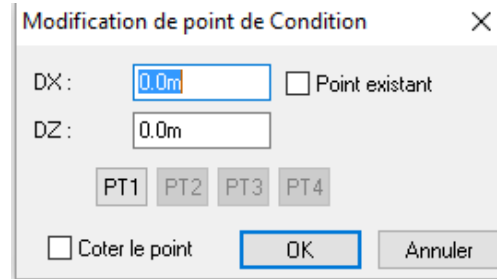 Modification de point de Condition
DX : 0.0m Point existant
DZ : 0.0m
PT1 PT2 PT3 PT4
Coter le point OK Annuler